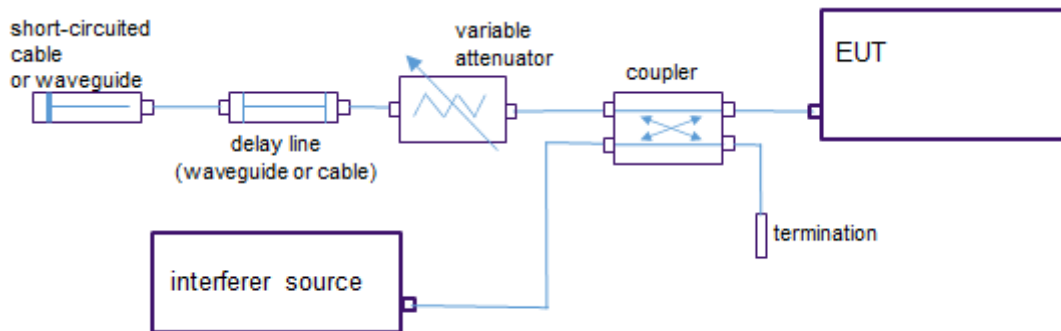 short-circuited
cable
or waveguide
variable
attenuator
coupler
EUT
delay line
(waveguide or cable)
termination
interferer source